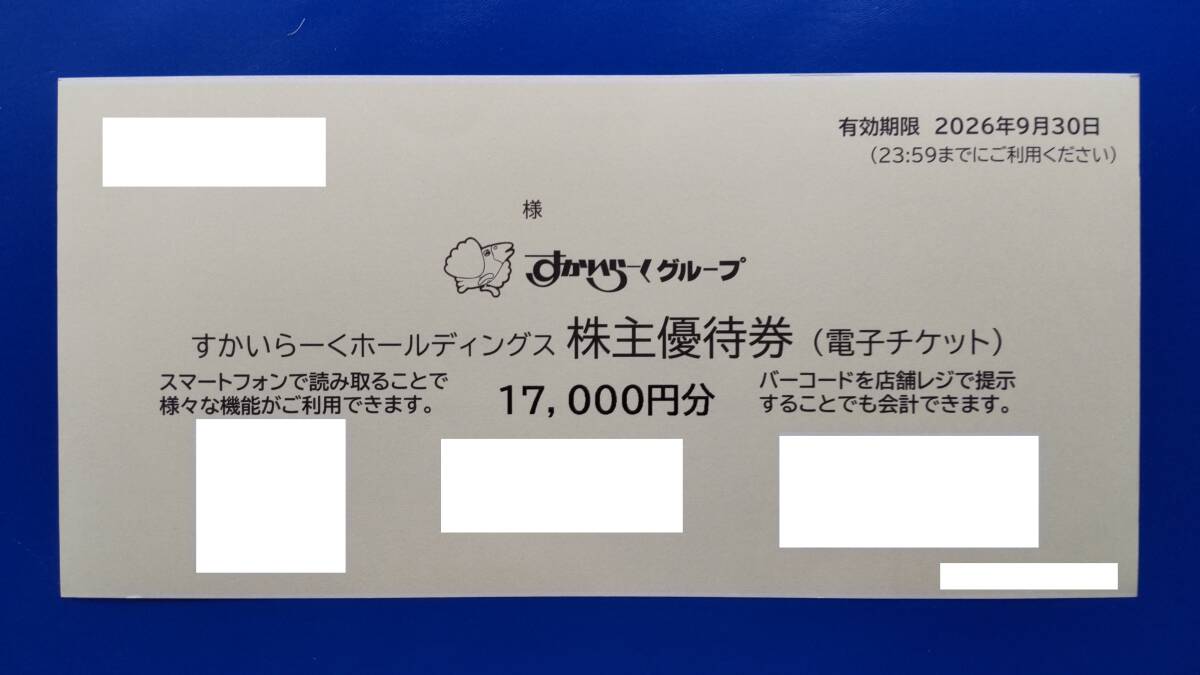 有効期限 2026年9月30日
（23:59までにご利用ください）
様
すかいらーくグループ
すかいらーくホールディングス 株主優待券（電子チケット）
スマートフォンで読み取ることで
様々な機能がご利用できます。
17,000円分
バーコードを店舗レジで提示
することでも会計できます。